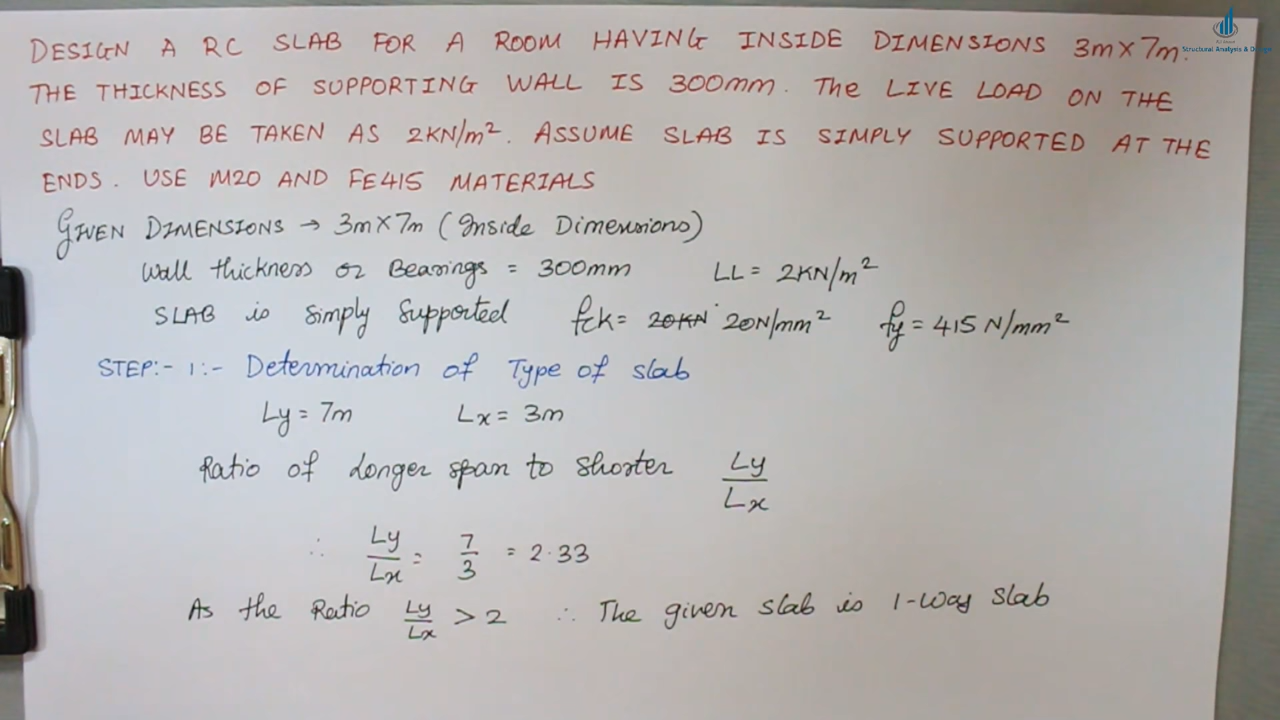 DESIGN A RC SLAB FOR A ROOM HAVING INSIDE DIMENSIONS 3m X 7m.
THE THICKNESS OF SUPPORTING WALL IS 300mm. The LIVE LOAD ON THE
SLAB MAY BE TAKEN AS 2KN/m². ASSUME SLAB IS SIMPLY SUPPORTED AT THE
ENDS. USE M20 AND FE415 MATERIALS
GIVEN DIMENSIONS → 3m X 7m (Inside Dimensions)
Wall thickness or Bearings = 300mm LL = 2KN/m²
SLAB is Simply Supported fck = 20KN 20N/mm² fy = 415 N/mm²
STEP:- 1:- Determination of Type of slab
Ly = 7m Lx = 3m
Ratio of Longer span to Shorter Ly/Lx
∴ Ly/Lx = 7/3 = 2.33
As the Ratio Ly/Lx > 2 ∴ The given slab is 1-way slab
Structural Analysis & Design